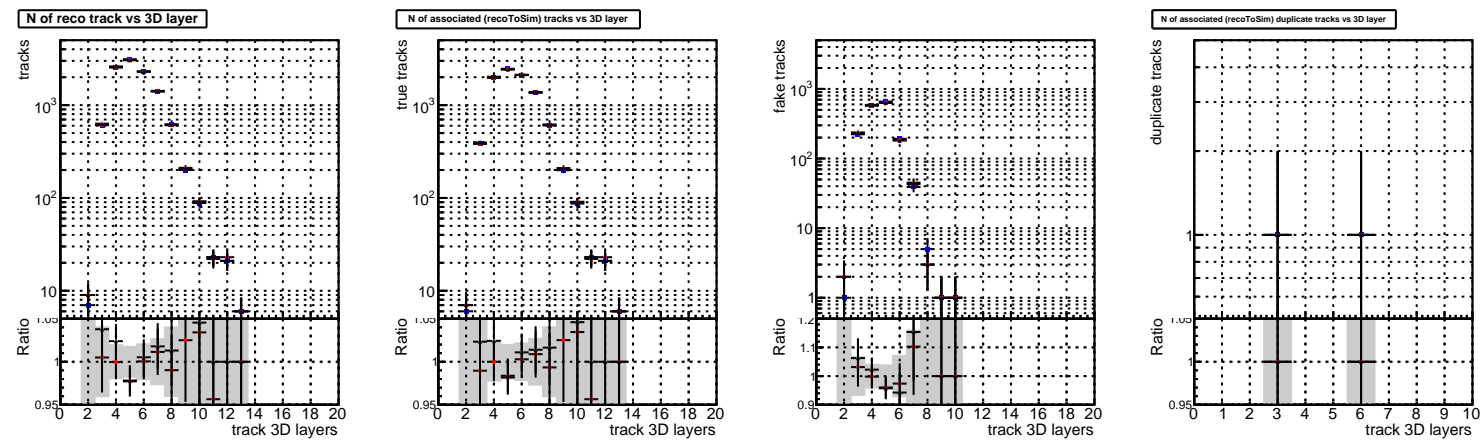 N of reco track vs 3D layer
tracks
10³
10²
10
Ratio
1.05
1
0.95
0 2 4 6 8 10 12 14 16 18 20
track 3D layers
N of associated (recoToSim) tracks vs 3D layer
true tracks
10³
10²
10
Ratio
1.05
1
0.95
0 2 4 6 8 10 12 14 16 18 20
track 3D layers
fake tracks
10³
10²
10
1
Ratio
1.2
1.1
1.0
0.9
0 2 4 6 8 10 12 14 16 18 20
track 3D layers
N of associated (recoToSim) duplicate tracks vs 3D layer
duplicate tracks
1
Ratio
1.05
1
0.95
0 1 2 3 4 5 6 7 8 9 10
track 3D layers